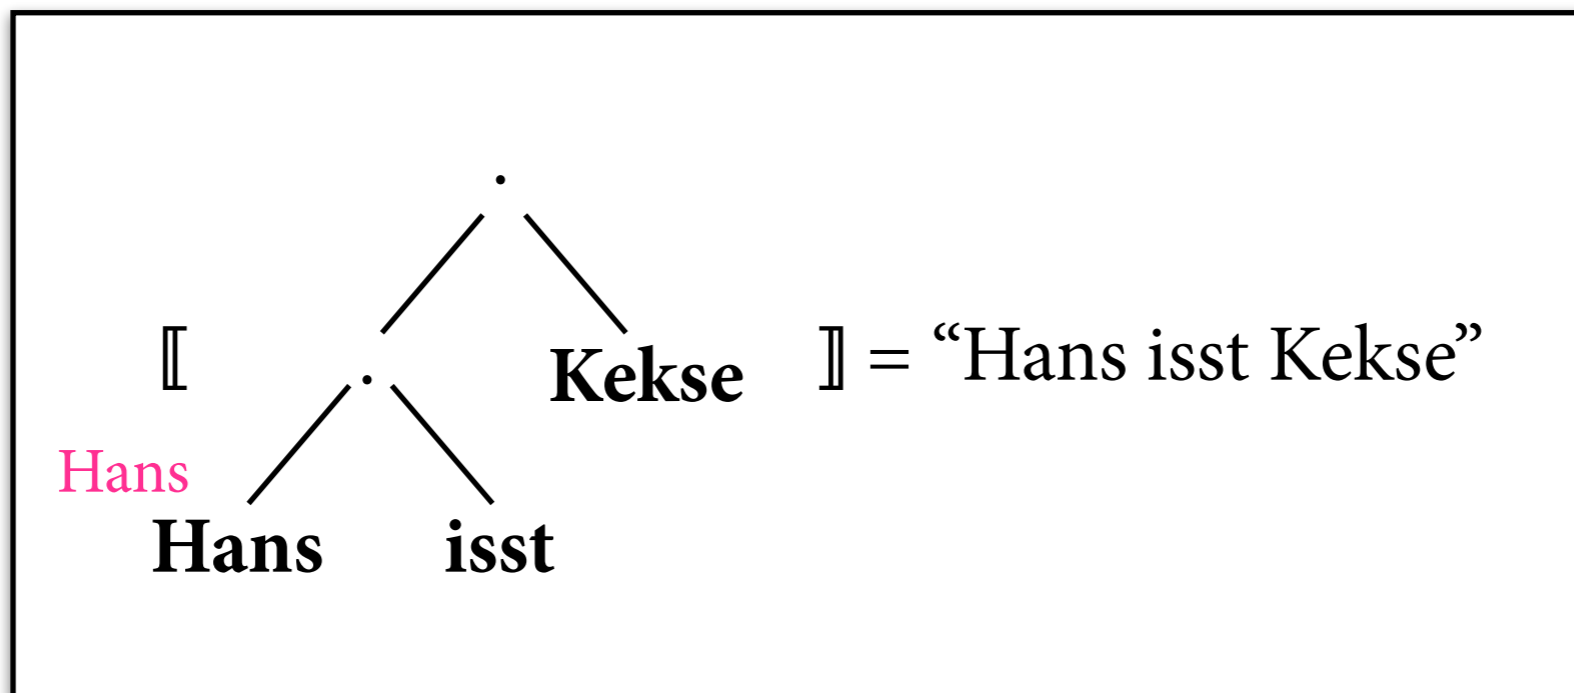 .
⟦ . Kekse ⟧ = “Hans isst Kekse”
Hans
Hans isst